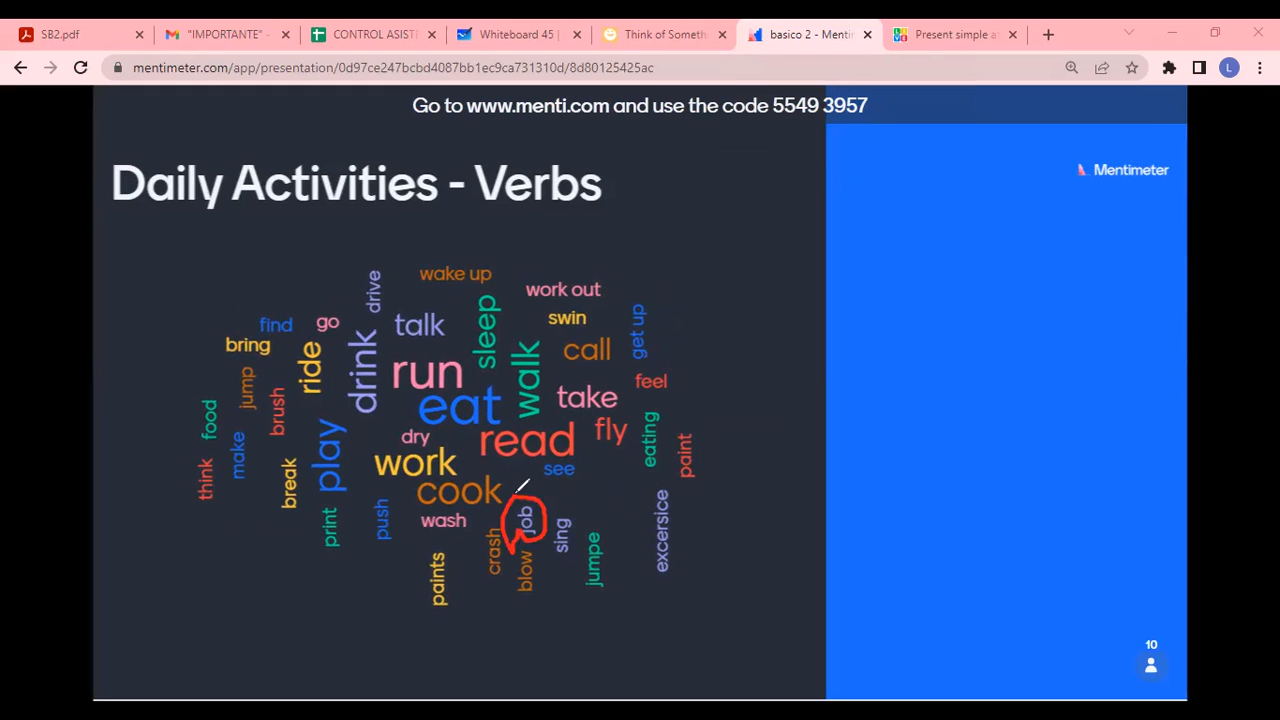 SB2.pdf
"IMPORTANTE" -
CONTROL ASIST
Whiteboard 45 |
Think of Someth
basico 2 - Menti
Present simple a
mentimeter.com/app/presentation/0d97ce247bcbd4087bb1ec9ca731310d/8d80125425ac
L
Go to www.menti.com and use the code 5549 3957
Mentimeter
Daily Activities - Verbs
wake up
drive
work out
sleep
swin
get up
find
go
talk
bring
ride
drink
walk
call
run
jump
brush
take
feel
food
eat
fly
eating
make
play
dry
read
paint
think
break
work
see
cook
print
push
wash
job
sing
excersice
crash
paints
blow
jumpe
10